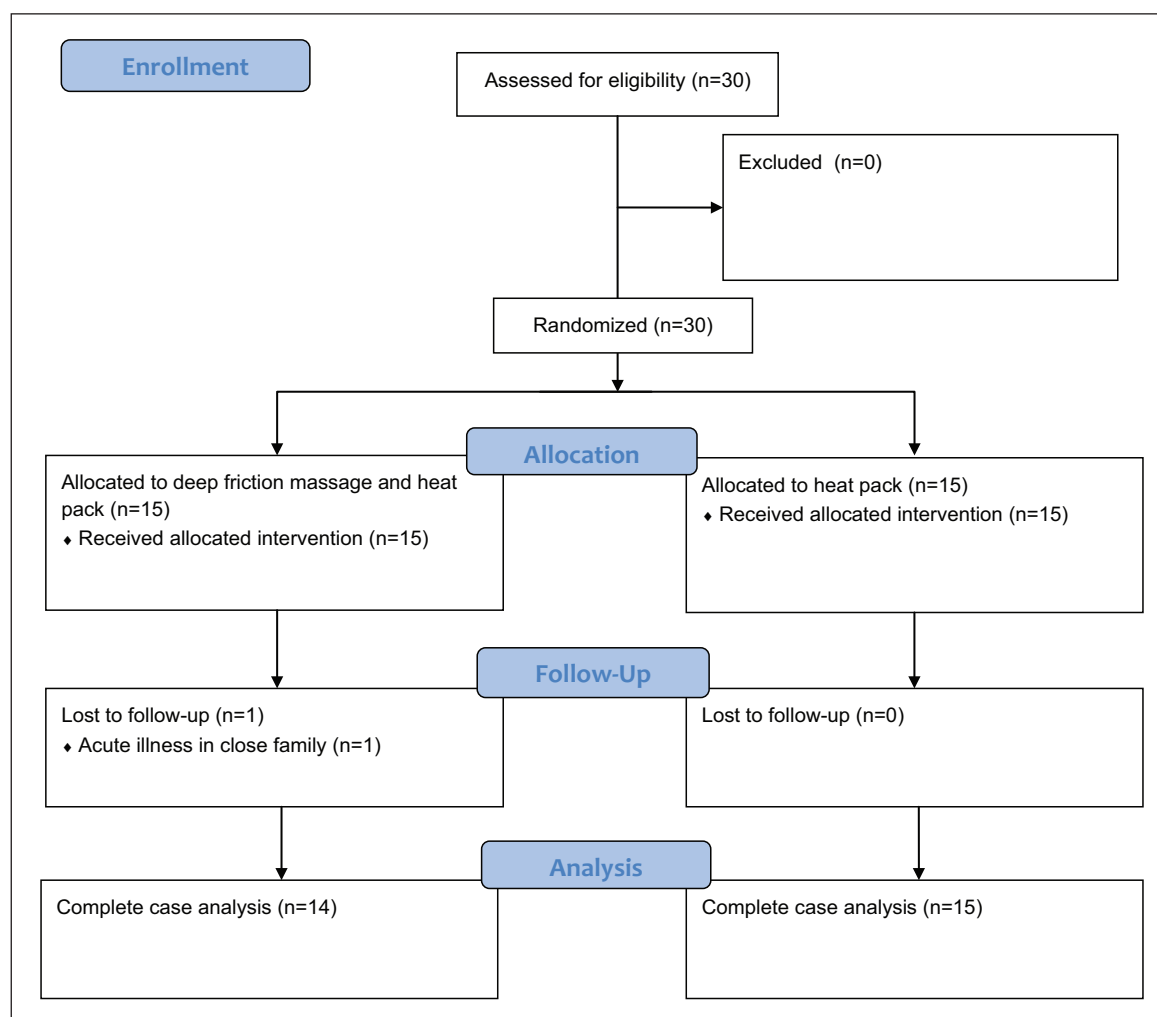 Enrollment
Assessed for eligibility (n=30)
Excluded (n=0)
Randomized (n=30)
Allocation
Allocated to deep friction massage and heat
pack (n=15)
♦ Received allocated intervention (n=15)
Allocated to heat pack (n=15)
♦ Received allocated intervention (n=15)
Follow-Up
Lost to follow-up (n=1)
♦ Acute illness in close family (n=1)
Lost to follow-up (n=0)
Analysis
Complete case analysis (n=14)
Complete case analysis (n=15)